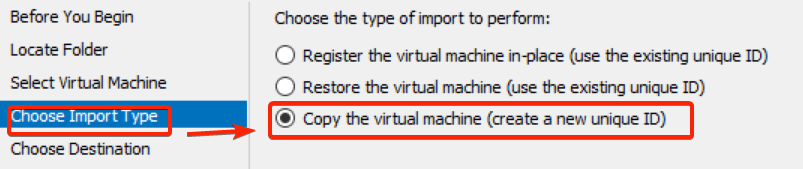 Before You Begin
Locate Folder
Select Virtual Machine
Choose Import Type
Choose Destination
Choose the type of import to perform:
Register the virtual machine in-place (use the existing unique ID)
Restore the virtual machine (use the existing unique ID)
Copy the virtual machine (create a new unique ID)